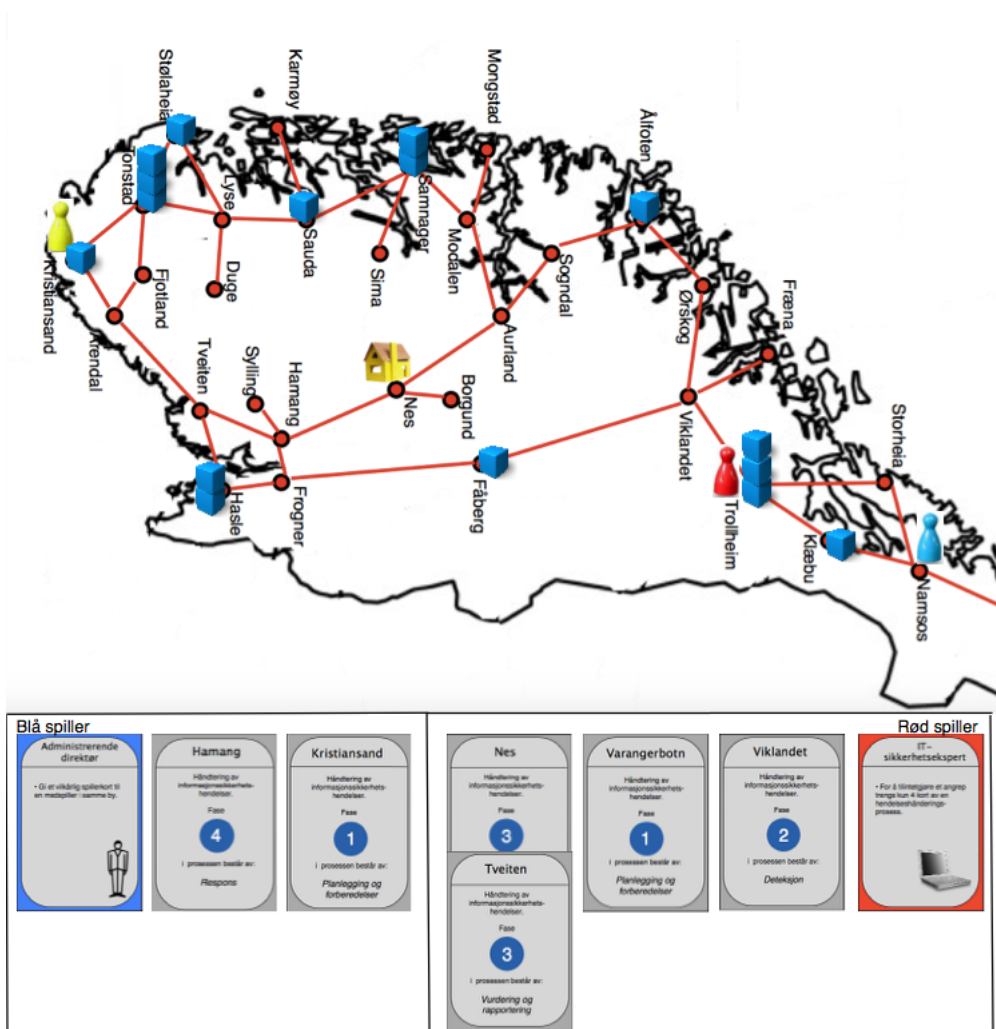 Stølaheia
Karmøy
Mongstad
Ålfoten
Tonstad
Lyse
Sauda
Samnager
Modalen
Sogndal
Ørskog
Fræna
Kristiansand
Fjotland
Duge
Sima
Aurland
Arendal
Tveiten
Sylling
Hamang
Nes
Borgund
Viklandet
Storheia
Hasle
Frogner
Fåberg
Trollheim
Klæbu
Namsos
Blå spiller
Administrerende
direktør
• Gi et vilkårlig spillerkort til
en medspiller i samme by.
Hamang
Håndtering av
informasjonssikkerhets-
hendelser.
Fase
4
i prosessen består av:
Respons
Kristiansand
Håndtering av
informasjonssikkerhets-
hendelser.
Fase
1
i prosessen består av:
Planlegging og
forberedelser
Rød spiller
Nes
Håndtering av
informasjonssikkerhets-
hendelser.
Fase
3
Tveiten
Håndtering av
informasjonssikkerhets-
hendelser.
Fase
3
i prosessen består av:
Vurdering og
rapportering
Varangerbotn
Håndtering av
informasjonssikkerhets-
hendelser.
Fase
1
i prosessen består av:
Planlegging og
forberedelser
Viklandet
Håndtering av
informasjonssikkerhets-
hendelser.
Fase
2
i prosessen består av:
Deteksjon
IT-
sikkerhetsekspert
• For å tilintetgjøre et angrep
trengs kun 4 kort av en
hendelseshånderings-
prosess.